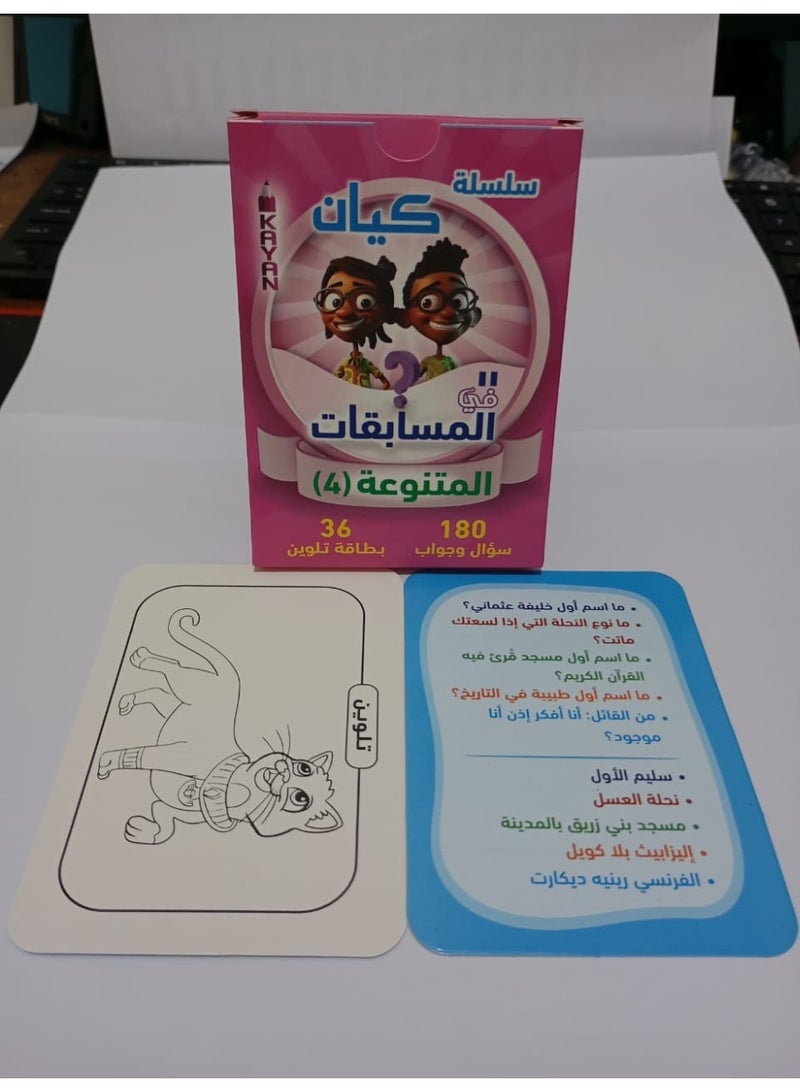 سلسلة
كيان
KAYAN
في
المسابقات
المتنوعة (4)
180
سؤال وجواب
36
بطاقة تلوين
تلوين
• ما اسم أول خليفة عثماني؟
• ما نوع النحلة التي إذا لسعتك
ماتت؟
• ما اسم أول مسجد قُرئ فيه
القرآن الكريم؟
• ما اسم أول طبيبة في التاريخ؟
• من القائل: أنا أفكر إذن أنا
موجود؟
• سليم الأول
• نحلة العسل
• مسجد بني زريق بالمدينة
• إليزابيث بلا كويل
• الفرنسي رينيه ديكارت